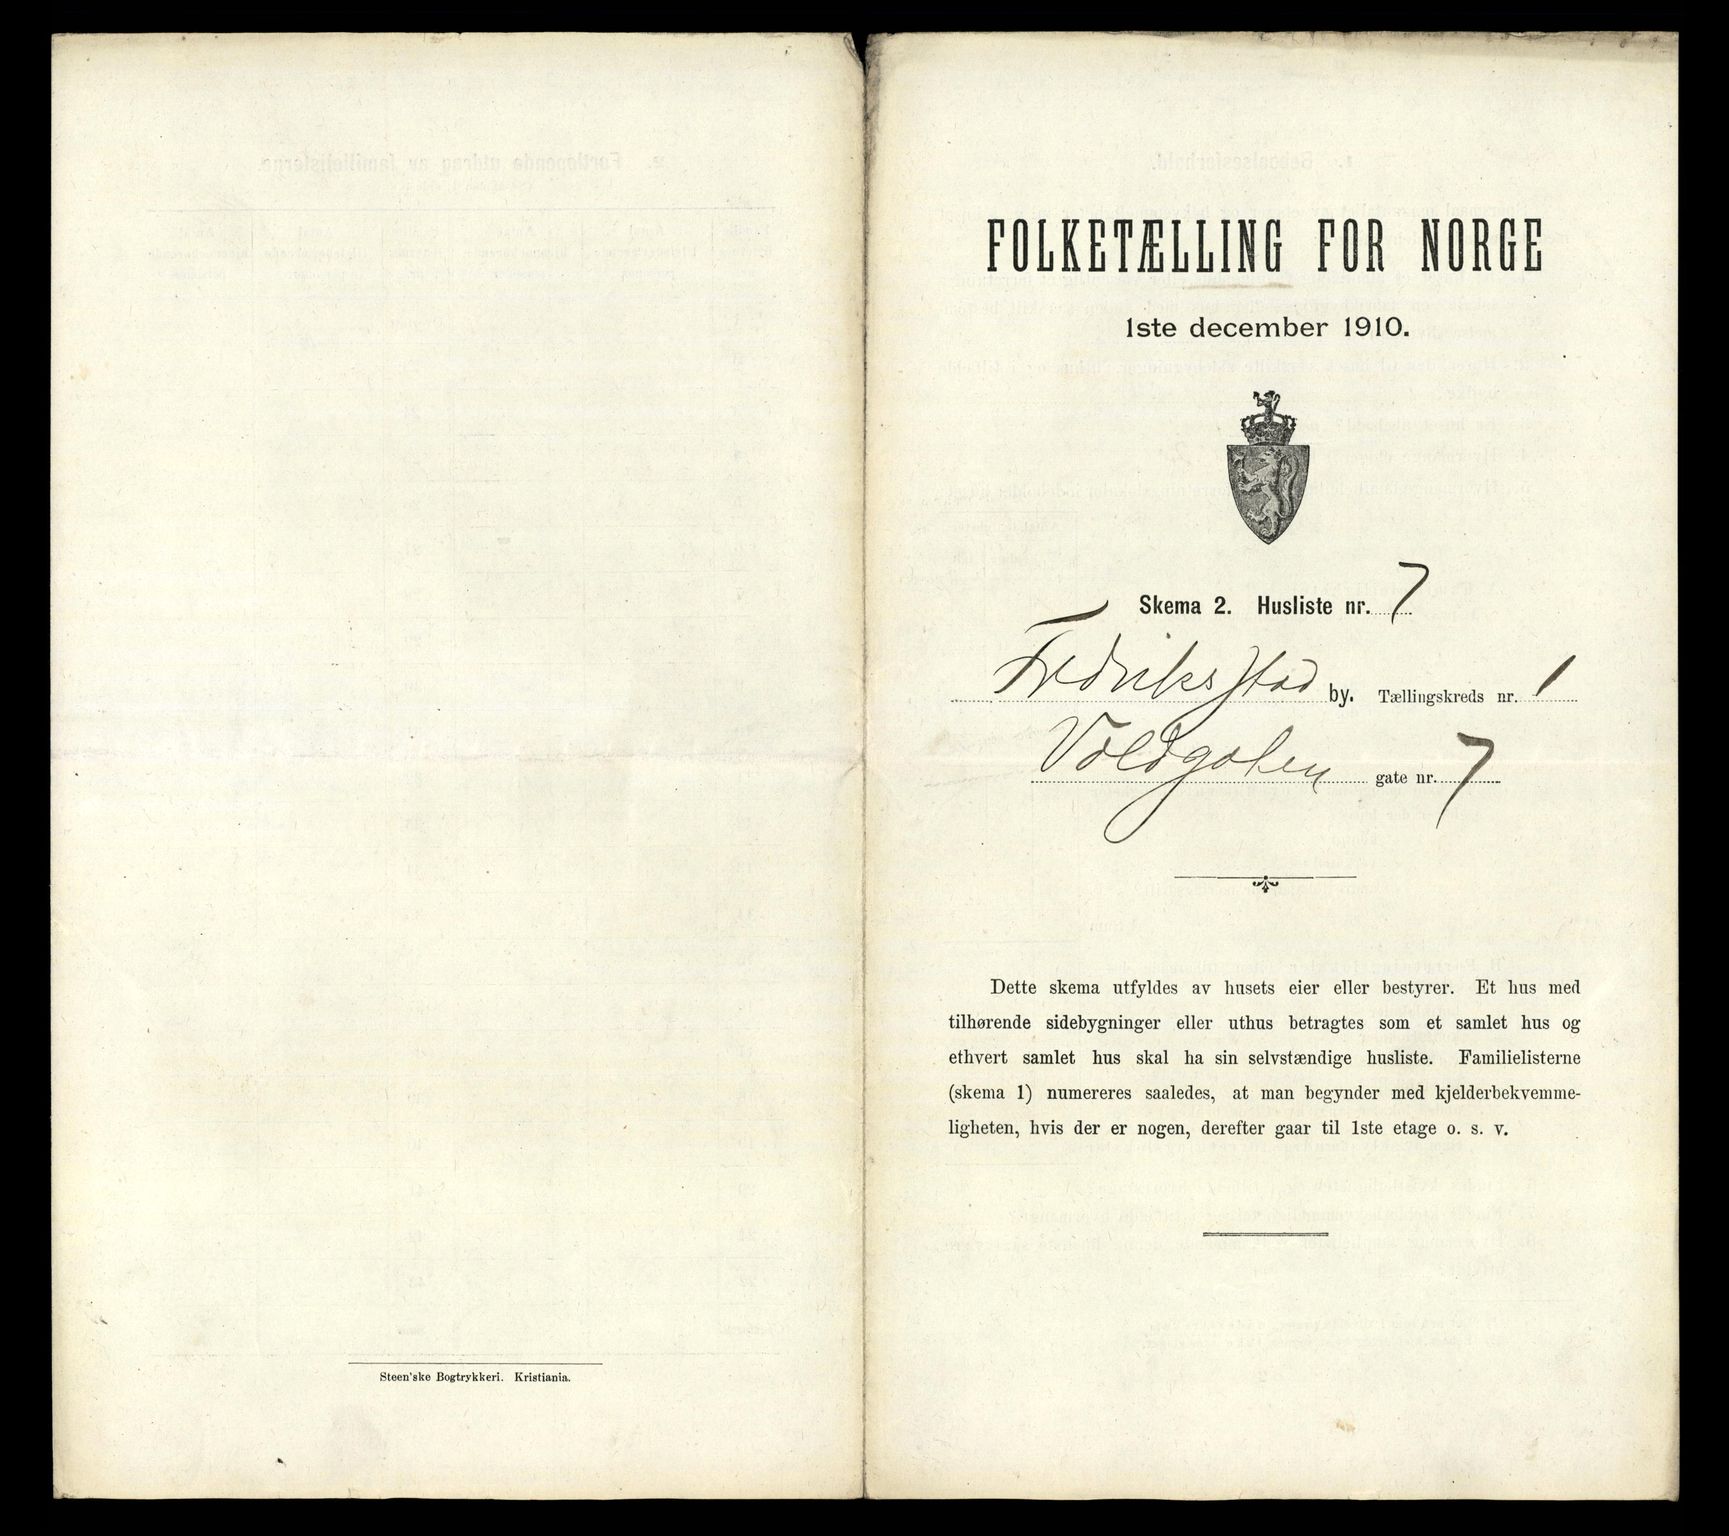 FOLKETÆLLING FOR NORGE
1ste december 1910.
Skema 2. Husliste nr. 7
Fredriksstad by. Tællingskreds nr. 1
Voldgaten gate nr. 7
Dette skema utfyldes av husets eier eller bestyrer. Et hus med
tilhørende sidebygninger eller uthus betragtes som et samlet hus og
ethvert samlet hus skal ha sin selvstændige husliste. Familielisterne
(skema 1) numereres saaledes, at man begynder med kjelderbekvemme-
ligheten, hvis der er nogen, derefter gaar til 1ste etage o. s. v.
Steen'ske Bogtrykkeri. Kristiania.